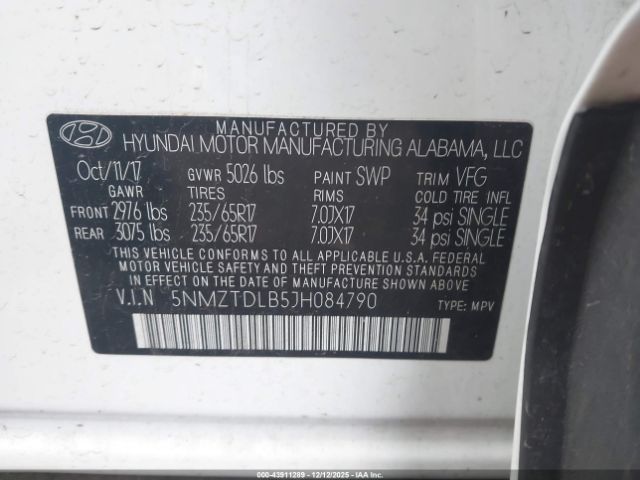 MANUFACTURED BY
HYUNDAI MOTOR MANUFACTURING ALABAMA, LLC
Oct/11/17 GVWR 5026 lbs PAINT SWP TRIM VFG
GAWR TIRES RIMS COLD TIRE INFL
FRONT 2976 lbs 235/65R17 7.0JX17 34 psi SINGLE
REAR 3075 lbs 235/65R17 7.0JX17 34 psi SINGLE
THIS VEHICLE CONFORMS TO ALL APPLICABLE U.S.A. FEDERAL
MOTOR VEHICLE SAFETY AND THEFT PREVENTION STANDARDS
IN EFFECT ON THE DATE OF MANUFACTURE SHOWN ABOVE.
V.I.N 5NMZTDLB5JH084790 TYPE: MPV
000-43911289 - 12/12/2025 - IAAI.COM